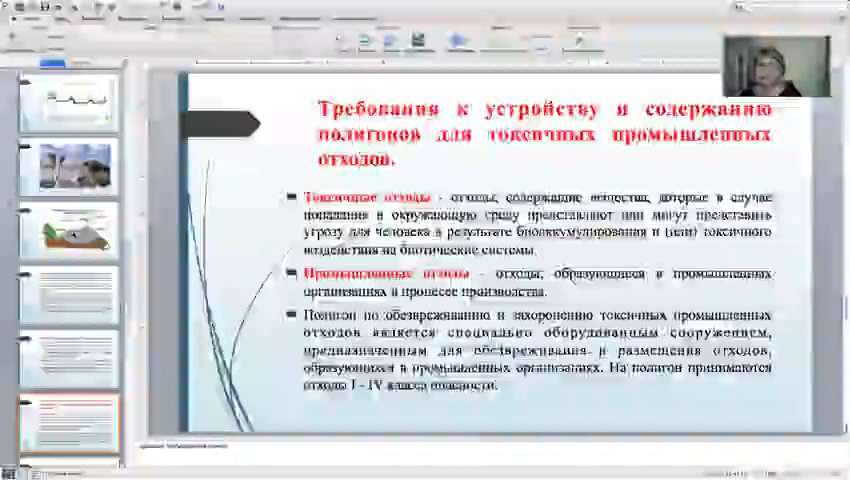 Требования к устройству и содержанию
полигонов для токсичных промышленных
отходов.
Токсичные отходы - отходы, содержащие вещества, которые в случае
попадания в окружающую среду представляют или могут представить
угрозу для человека в результате биоаккумулирования и (или) токсичного
воздействия на биотические системы.
Промышленные отходы - отходы, образующиеся в промышленных
организациях в процессе производства.
Полигон по обезвреживанию и захоронению токсичных промышленных
отходов является специально оборудованным сооружением,
предназначенным для обезвреживания и размещения отходов,
образующихся в промышленных организациях. На полигон принимаются
отходы I - IV класса опасности.